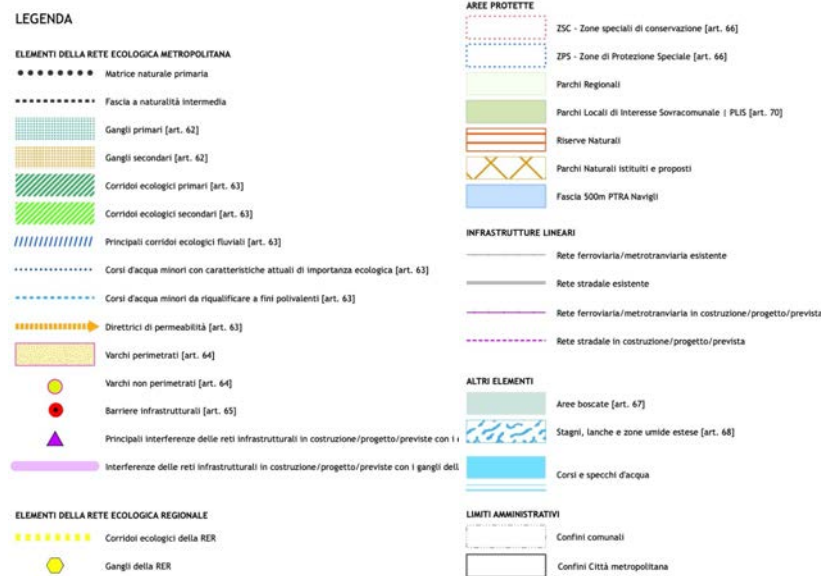 LEGENDA
ELEMENTI DELLA RETE ECOLOGICA METROPOLITANA
Matrice naturale primaria
Fascia a naturalità intermedia
Gangli primari [art. 62]
Gangli secondari [art. 62]
Corridoi ecologici primari [art. 63]
Corridoi ecologici secondari [art. 63]
Principali corridoi ecologici fluviali [art. 63]
Corsi d'acqua minori con caratteristiche attuali di importanza ecologica [art. 63]
Corsi d'acqua minori da riqualificare a fini polivalenti [art. 63]
Direttrici di permeabilità [art. 63]
Varchi perimetrati [art. 64]
Varchi non perimetrati [art. 64]
Barriere infrastrutturali [art. 65]
Principali interferenze delle reti infrastrutturali in costruzione/progetto/previste con i
Interferenze delle reti infrastrutturali in costruzione/progetto/previste con i gangli dell
ELEMENTI DELLA RETE ECOLOGICA REGIONALE
Corridoi ecologici della RER
Gangli della RER
AREE PROTETTE
ZSC - Zone speciali di conservazione [art. 66]
ZPS - Zone di Protezione Speciale [art. 66]
Parchi Regionali
Parchi Locali di Interesse Sovracomunale | PLIS [art. 70]
Riserve Naturali
Parchi Naturali istituiti e proposti
Fascia 500m PTRA Navigli
INFRASTRUTTURE LINEARI
Rete ferroviaria/metrotranviaria esistente
Rete stradale esistente
Rete ferroviaria/metrotranviaria in costruzione/progetto/prevista
Rete stradale in costruzione/progetto/prevista
ALTRI ELEMENTI
Aree boscate [art. 67]
Stagni, lanche e zone umide estese [art. 68]
Corsi e specchi d'acqua
LIMITI AMMINISTRATIVI
Confini comunali
Confini Città metropolitana